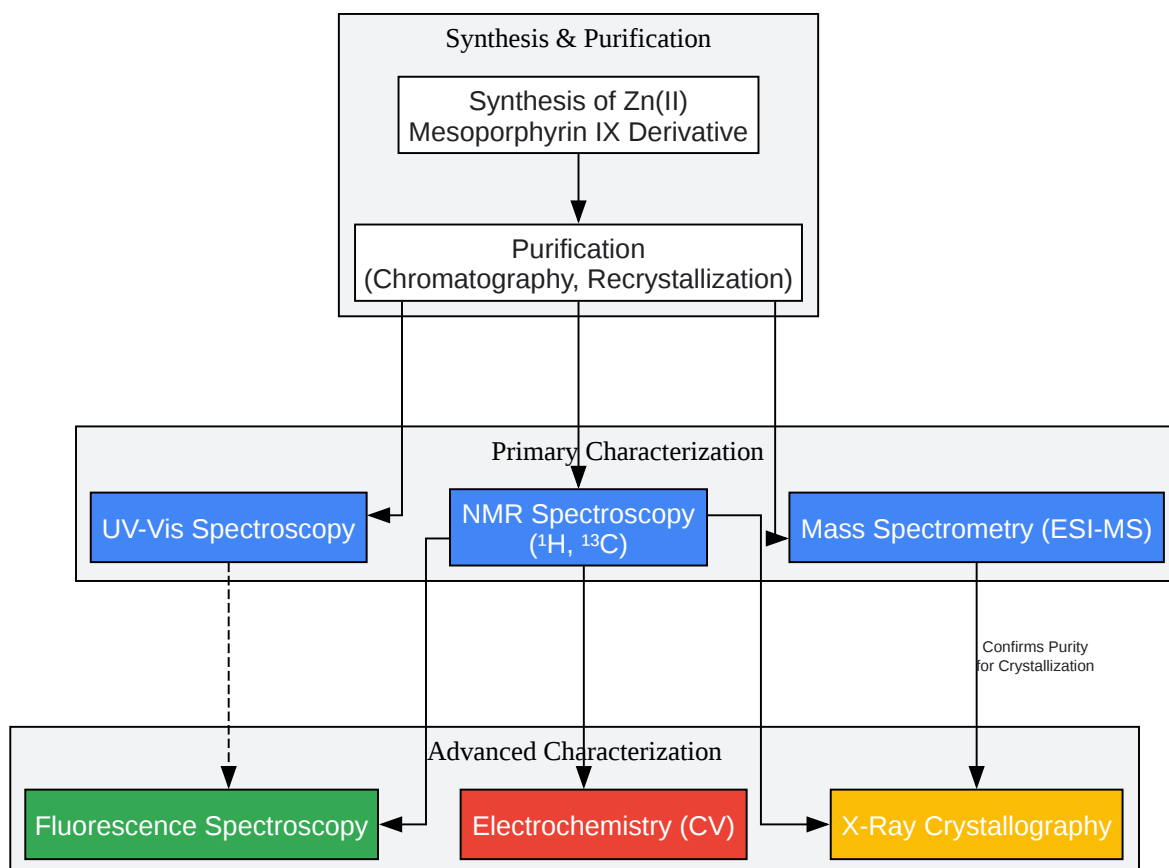 Synthesis & Purification
Synthesis of Zn(II)
Mesoporphyrin IX Derivative
Purification
(Chromatography, Recrystallization)
Primary Characterization
UV-Vis Spectroscopy
NMR Spectroscopy
(¹H, ¹³C)
Mass Spectrometry (ESI-MS)
Confirms Purity
for Crystallization
Advanced Characterization
Fluorescence Spectroscopy
Electrochemistry (CV)
X-Ray Crystallography